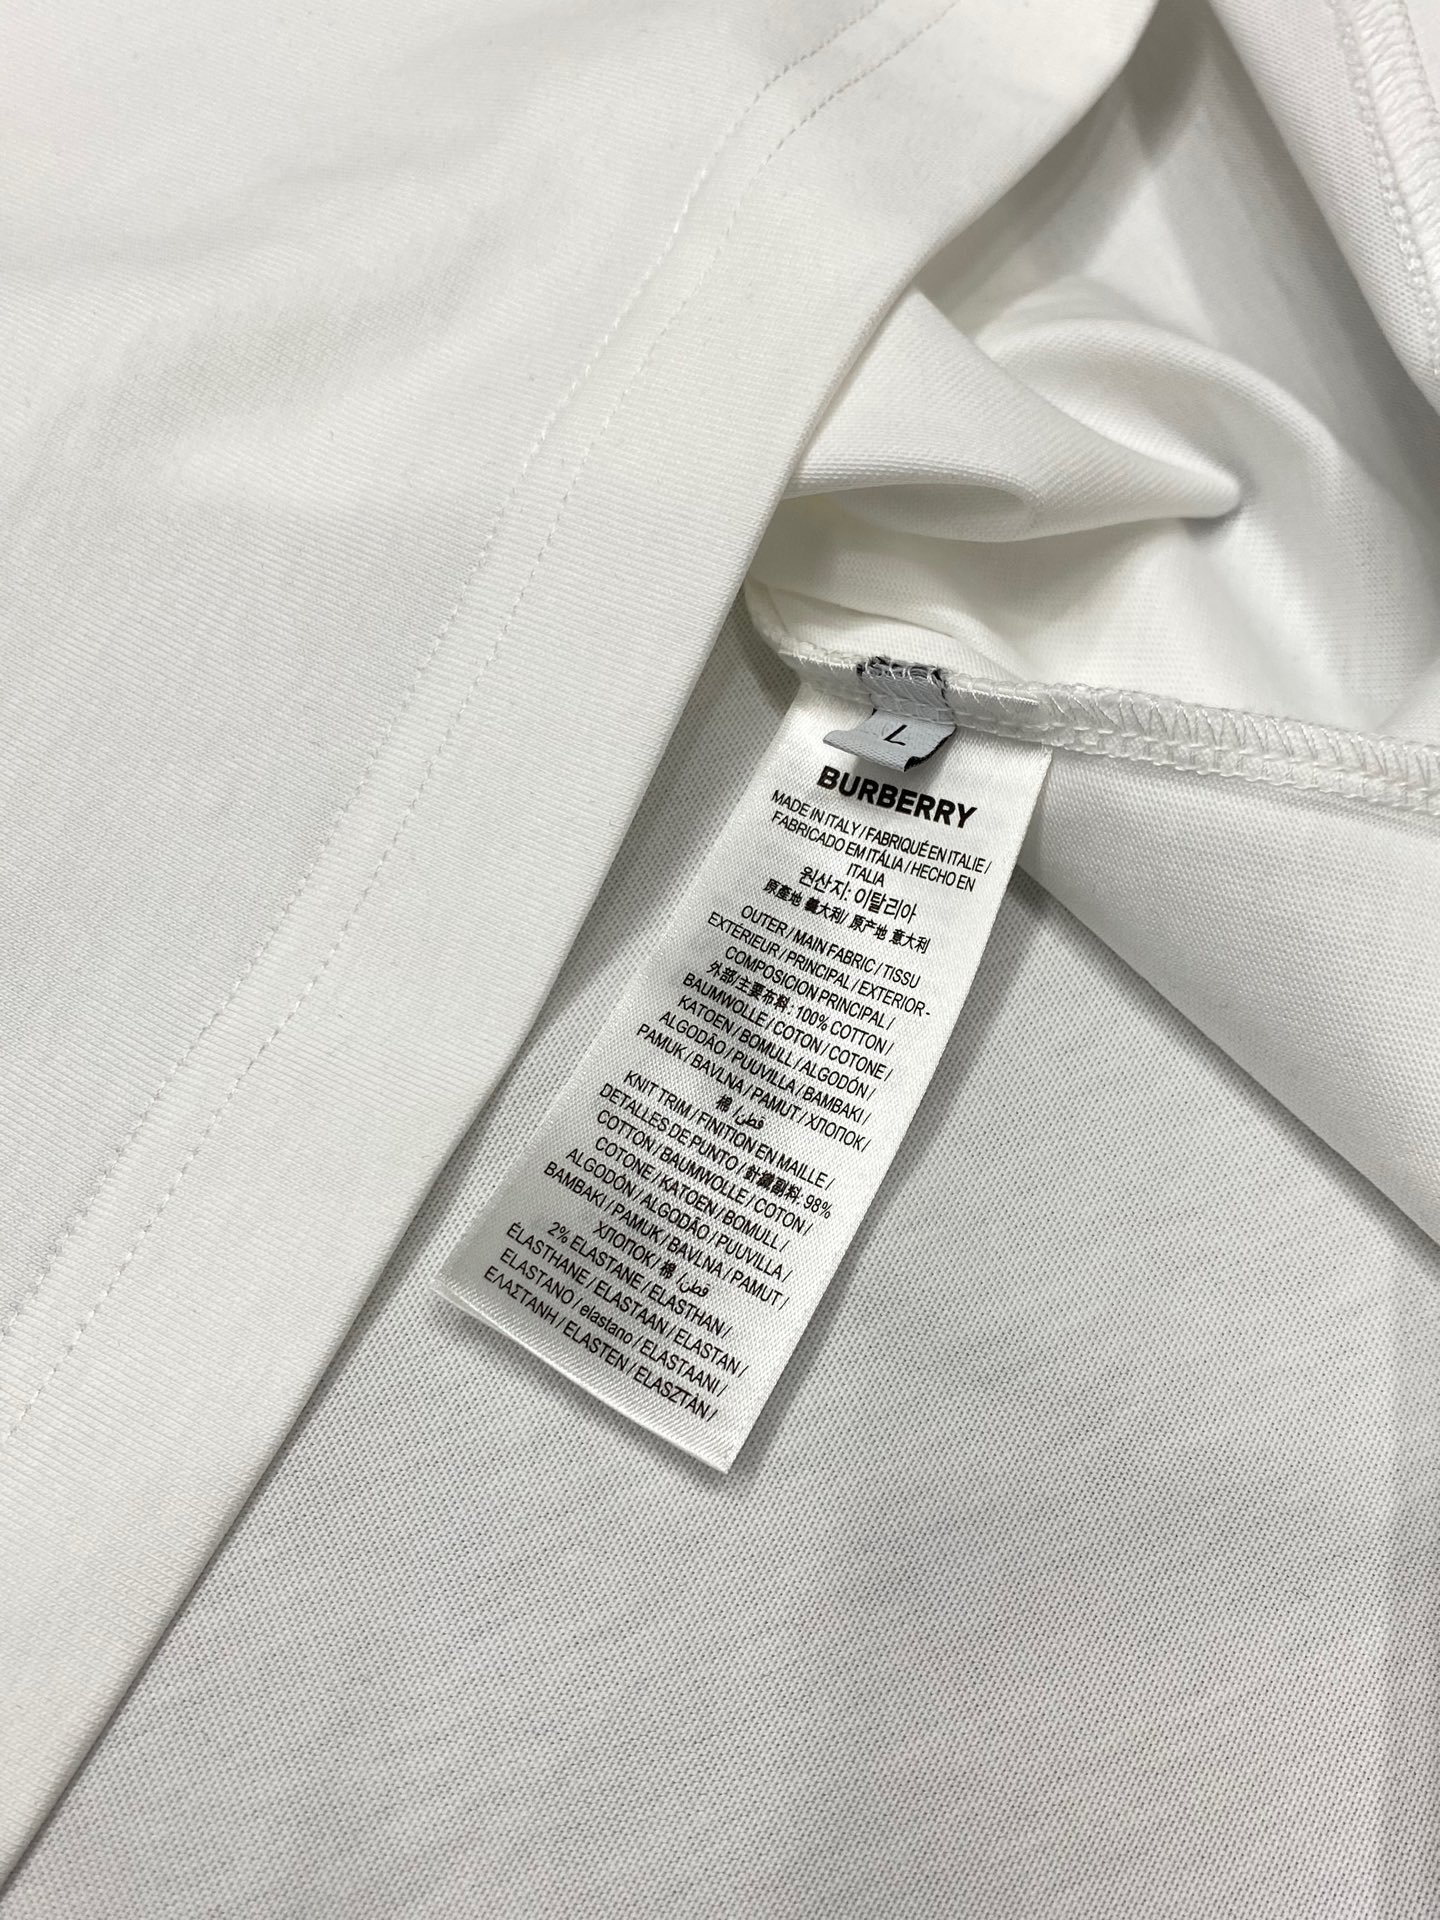 L
BURBERRY
MADE IN ITALY / FABRIQUÉ EN ITALIE /
FABRICADO EM ITÁLIA / HECHO EN
ITALIA
원산지: 이탈리아
原產地 義大利/ 原产地 意大利
OUTER / MAIN FABRIC / TISSU
EXTÉRIEUR / PRINCIPAL / EXTERIOR -
COMPOSICION PRINCIPAL /
外部/主要布料: 100% COTTON /
BAUMWOLLE / COTON / COTONE /
KATOEN / BOMULL / ALGODÓN /
ALGODÃO / PUUVILLA / BAMBAKI /
PAMUK / BAVLNA / PAMUT / ХЛОПОК /
棉 /قطن
KNIT TRIM / FINITION EN MAILLE /
DETALLES DE PUNTO / 針織副料: 98%
COTTON / BAUMWOLLE / COTON /
COTONE / KATOEN / BOMULL /
ALGODÓN / ALGODÃO / PUUVILLA /
BAMBAKI / PAMUK / BAVLNA / PAMUT /
ХЛОПОК / 棉 /قطن
2% ELASTANE / ELASTHAN /
ÉLASTHANE / ELASTAAN / ELASTAN /
ELASTANO / elastano / ELASTAANI /
ΕΛΑΣΤΑΝΗ / ELASTEN / ELASZTÁN /